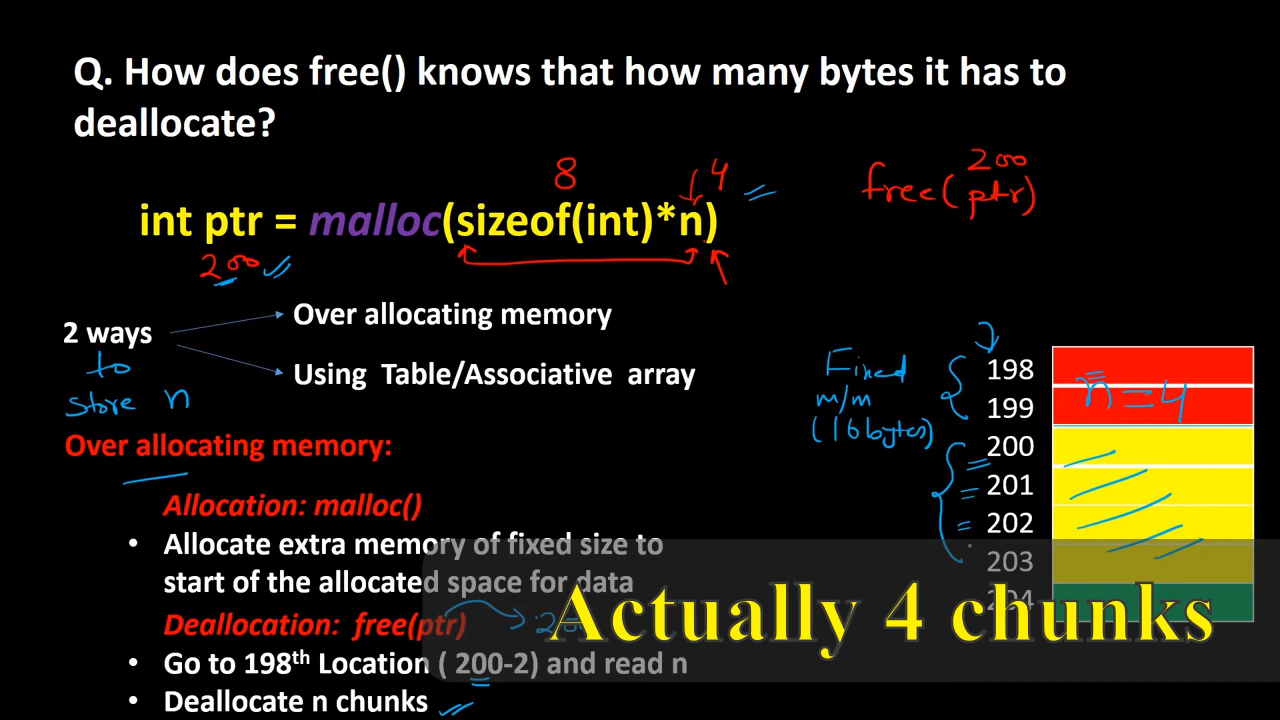 Q. How does free() knows that how many bytes it has to
deallocate?
8
4
200
free(ptr)
int ptr = malloc(sizeof(int)*n)
200
2 ways
to
store n
Over allocating memory
Using Table/Associative array
Fixed
m/m
(16 bytes)
198
199
n=4
200
201
202
203
204
Over allocating memory:
Allocation: malloc()
• Allocate extra memory of fixed size to
start of the allocated space for data
Deallocation: free(ptr)
• Go to 198th Location ( 200-2) and read n
• Deallocate n chunks
Actually 4 chunks